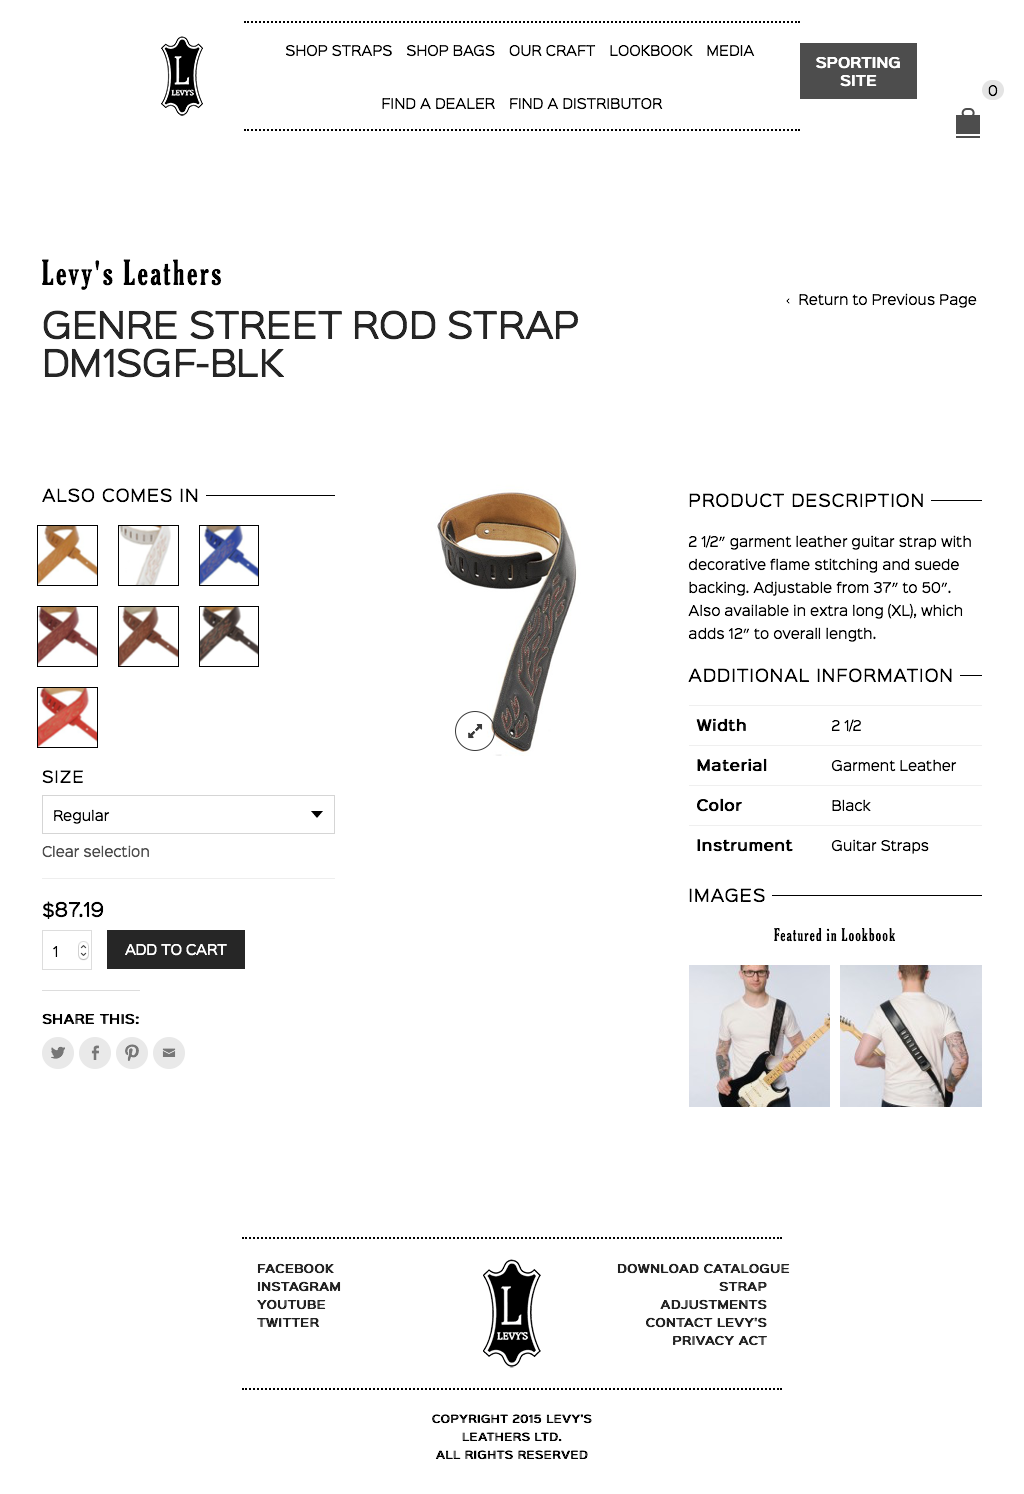 L
LEVY'S
SHOP STRAPS SHOP BAGS OUR CRAFT LOOKBOOK MEDIA
FIND A DEALER FIND A DISTRIBUTOR
SPORTING
SITE
0
Levy's Leathers
GENRE STREET ROD STRAP
DM1SGF-BLK
‹ Return to Previous Page
ALSO COMES IN
SIZE
Regular
Clear selection
$87.19
1
ADD TO CART
SHARE THIS:
PRODUCT DESCRIPTION
2 1/2″ garment leather guitar strap with
decorative flame stitching and suede
backing. Adjustable from 37″ to 50″.
Also available in extra long (XL), which
adds 12″ to overall length.
ADDITIONAL INFORMATION
Width 2 1/2
Material Garment Leather
Color Black
Instrument Guitar Straps
IMAGES
Featured in Lookbook
FACEBOOK
INSTAGRAM
YOUTUBE
TWITTER
L
LEVY'S
DOWNLOAD CATALOGUE
STRAP
ADJUSTMENTS
CONTACT LEVY'S
PRIVACY ACT
COPYRIGHT 2015 LEVY'S
LEATHERS LTD.
ALL RIGHTS RESERVED